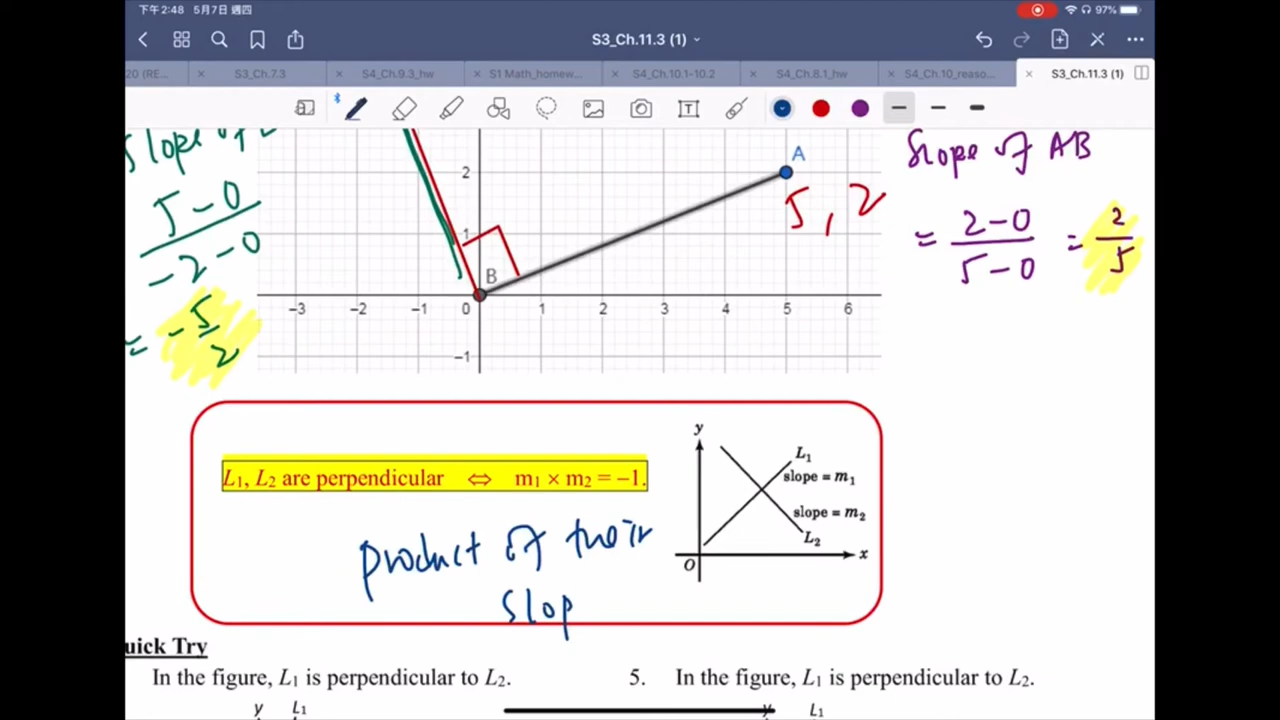 下午2:48 5月7日 週四
97%
S3_Ch.11.3 (1)
20 (RE...
S3_Ch.7.3
S4_Ch.9.3_hw
S1 Math_homew...
S4_Ch.10.1-10.2
S4_Ch.8.1_hw
S4_Ch.10_reaso...
S3_Ch.11.3 (1)
slope of
5-0
-2-0
= -5
2
2
1
A
5, 2
B
-3 -2 -1 0 1 2 3 4 5 6
-1
Slope of AB
= 2-0 = 2
5-0 5
L₁, L₂ are perpendicular ⇔ m₁ × m₂ = −1.
product of their
slop
y
L₁
slope = m₁
slope = m₂
L₂
O
x
uick Try
In the figure, L₁ is perpendicular to L₂.
y L₁
5. In the figure, L₁ is perpendicular to L₂.
y L₁